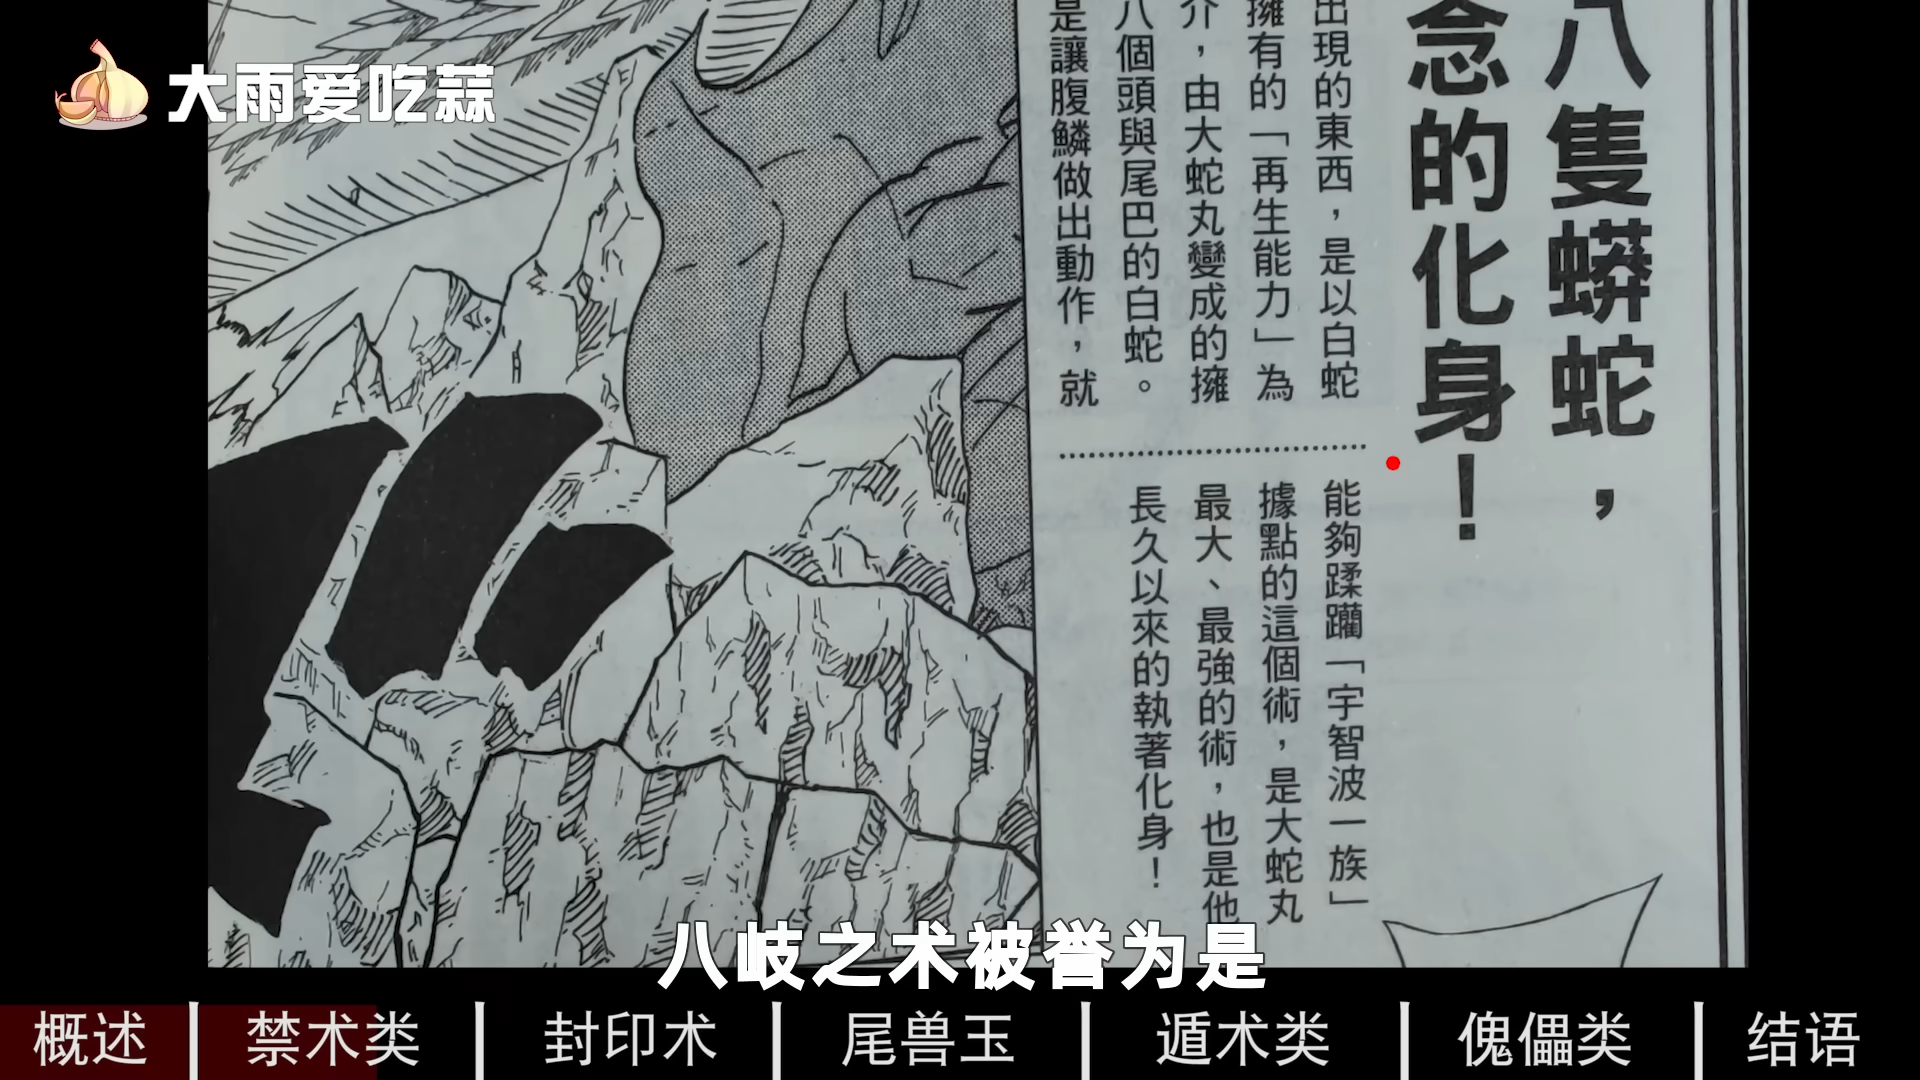 大雨爱吃蒜
八隻蟒蛇，
念的化身！
出現的東西，是以白蛇
擁有的「再生能力」為
介，由大蛇丸變成的擁
八個頭與尾巴的白蛇。
是讓腹鱗做出動作，就
能夠蹂躪「宇智波一族」
據點的這個術，是大蛇丸
最大、最強的術，也是他
長久以來的執著化身！
八岐之术被誉为是
概述 禁术类 封印术 尾兽玉 遁术类 傀儡类 结语